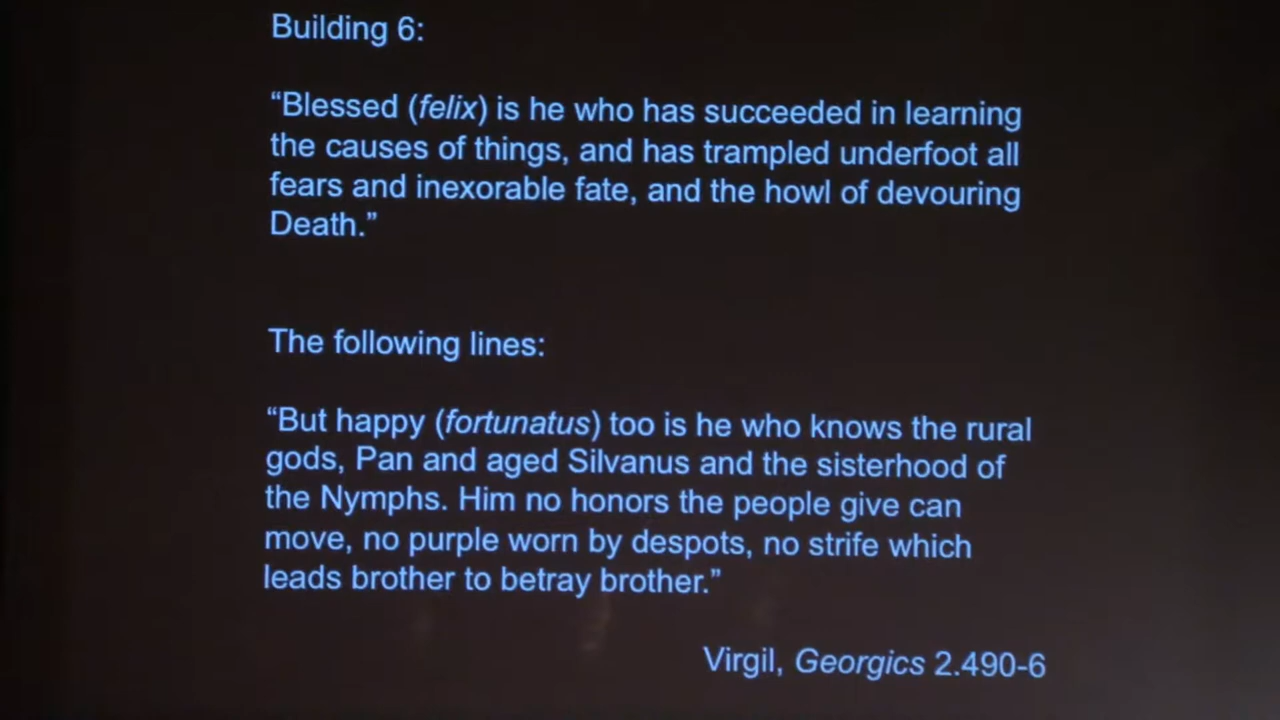 Building 6:
“Blessed (felix) is he who has succeeded in learning
the causes of things, and has trampled underfoot all
fears and inexorable fate, and the howl of devouring
Death.”
The following lines:
“But happy (fortunatus) too is he who knows the rural
gods, Pan and aged Silvanus and the sisterhood of
the Nymphs. Him no honors the people give can
move, no purple worn by despots, no strife which
leads brother to betray brother.”
Virgil, Georgics 2.490-6